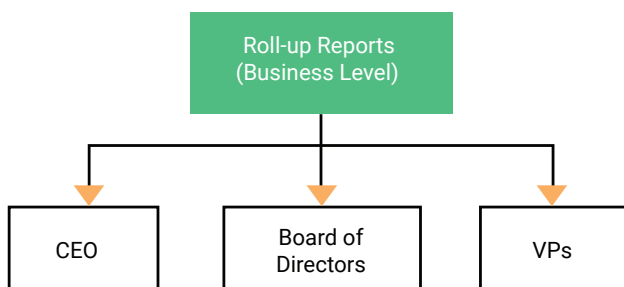 Roll-up Reports
(Business Level)
CEO
Board of
Directors
VPs